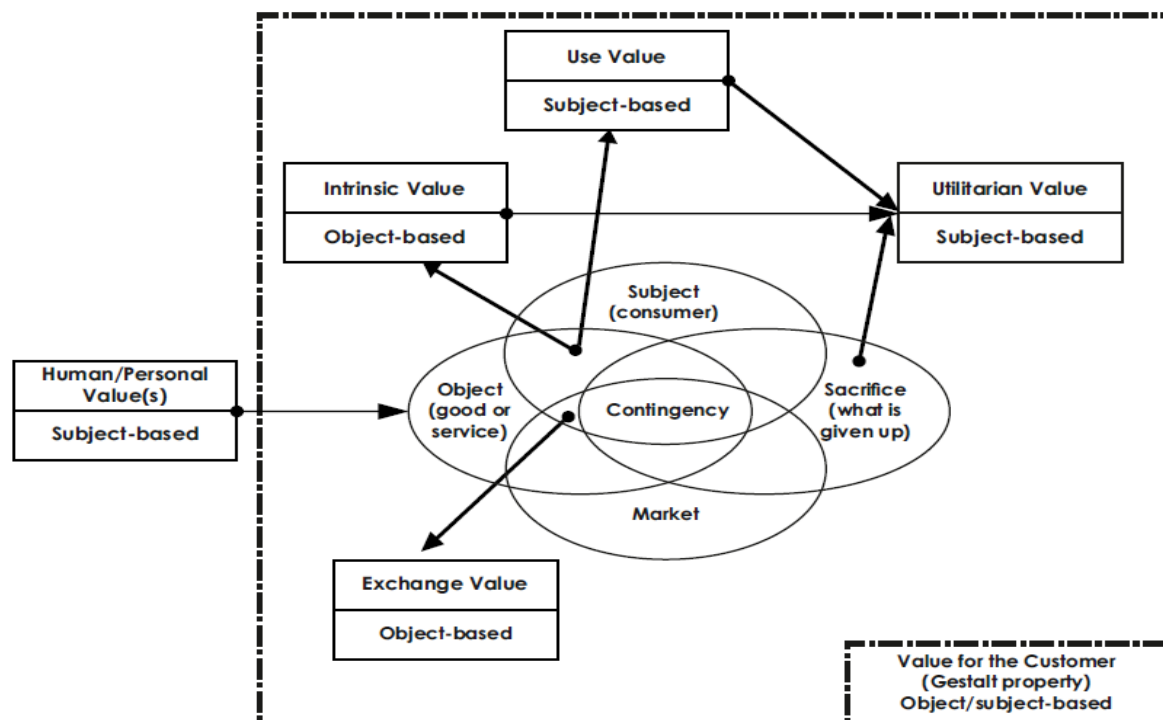 Use Value
Subject-based
Intrinsic Value
Object-based
Utilitarian Value
Subject-based
Subject
(consumer)
Human/Personal
Value(s)
Subject-based
Object
(good or
service)
Contingency
Sacrifice
(what is
given up)
Market
Exchange Value
Object-based
Value for the Customer
(Gestalt property)
Object/subject-based